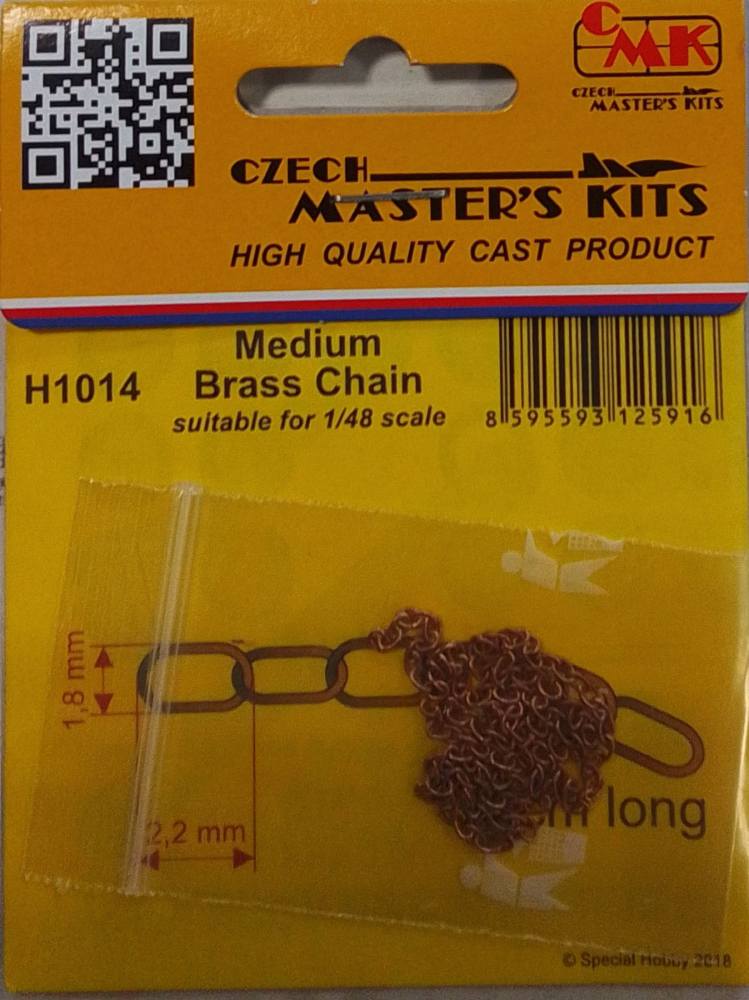 CMK
CZECH
MASTER'S KITS
CZECH
MASTER'S KITS
HIGH QUALITY CAST PRODUCT
Medium
H1014
Brass Chain
suitable for 1/48 scale
8 595593 125916
1,8 mm
2,2 mm
long
© Special Hobby 2018